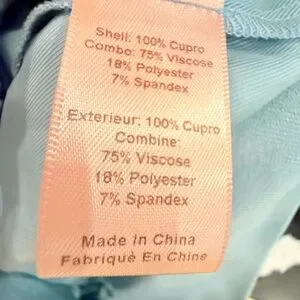 Shell: 100% Cupro
Combo: 75% Viscose
18% Polyester
7% Spandex
Exterieur: 100% Cupro
Combine:
75% Viscose
18% Polyester
7% Spandex
Made In China
Fabriqué En Chine